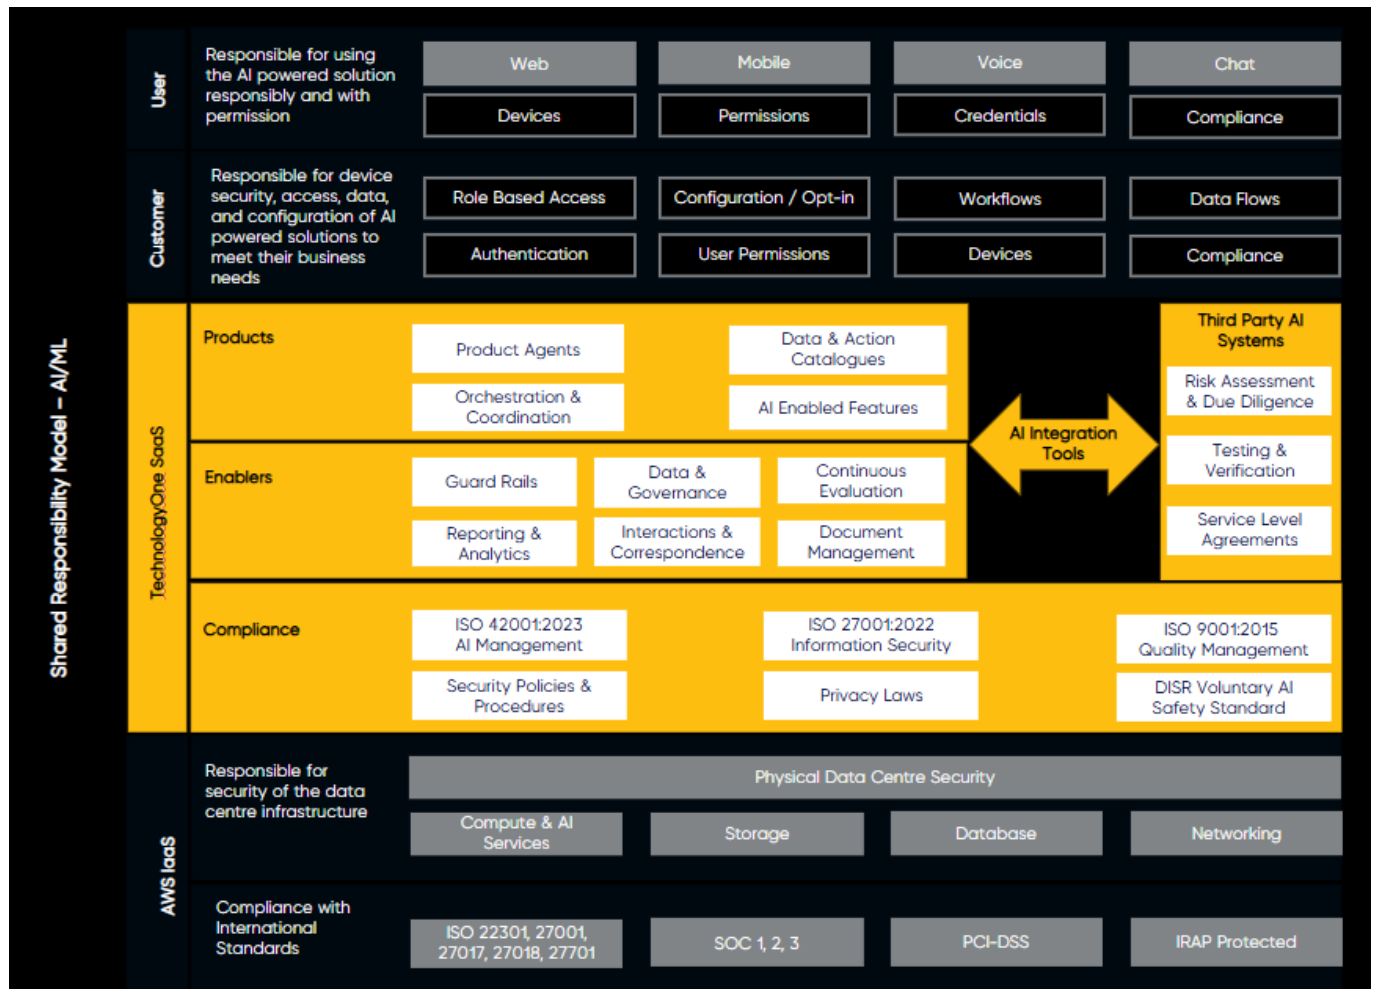 Shared Responsibility Model – AI/ML
User
Responsible for using
the AI powered solution
responsibly and with
permission
Web
Mobile
Voice
Chat
Devices
Permissions
Credentials
Compliance
Customer
Responsible for device
security, access, data,
and configuration of AI
powered solutions to
meet their business
needs
Role Based Access
Configuration / Opt-in
Workflows
Data Flows
Authentication
User Permissions
Devices
Compliance
TechnologyOne SaaS
Products
Product Agents
Data & Action
Catalogues
Orchestration &
Coordination
AI Enabled Features
Enablers
Guard Rails
Data &
Governance
Continuous
Evaluation
Reporting &
Analytics
Interactions &
Correspondence
Document
Management
AI Integration
Tools
Third Party AI
Systems
Risk Assessment
& Due Diligence
Testing &
Verification
Service Level
Agreements
Compliance
ISO 42001:2023
AI Management
ISO 27001:2022
Information Security
ISO 9001:2015
Quality Management
Security Policies &
Procedures
Privacy Laws
DISR Voluntary AI
Safety Standard
AWS IaaS
Responsible for
security of the data
centre infrastructure
Physical Data Centre Security
Compute & AI
Services
Storage
Database
Networking
Compliance with
International
Standards
ISO 22301, 27001,
27017, 27018, 27701
SOC 1, 2, 3
PCI-DSS
IRAP Protected